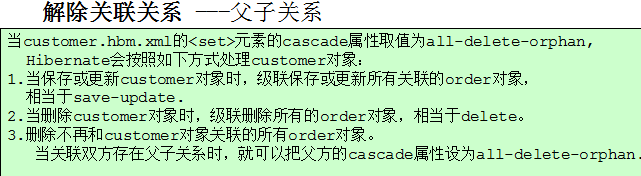 解除关联关系 ---父子关系
当customer.hbm.xml的<set>元素的cascade属性取值为all-delete-orphan,
Hibernate会按照如下方式处理customer对象:
1.当保存或更新customer对象时，级联保存或更新所有关联的order对象，
相当于save-update.
2.当删除customer对象时，级联删除所有的order对象，相当于delete。
3.删除不再和customer对象关联的所有order对象。
当关联双方存在父子关系时，就可以把父方的cascade属性设为all-delete-orphan.